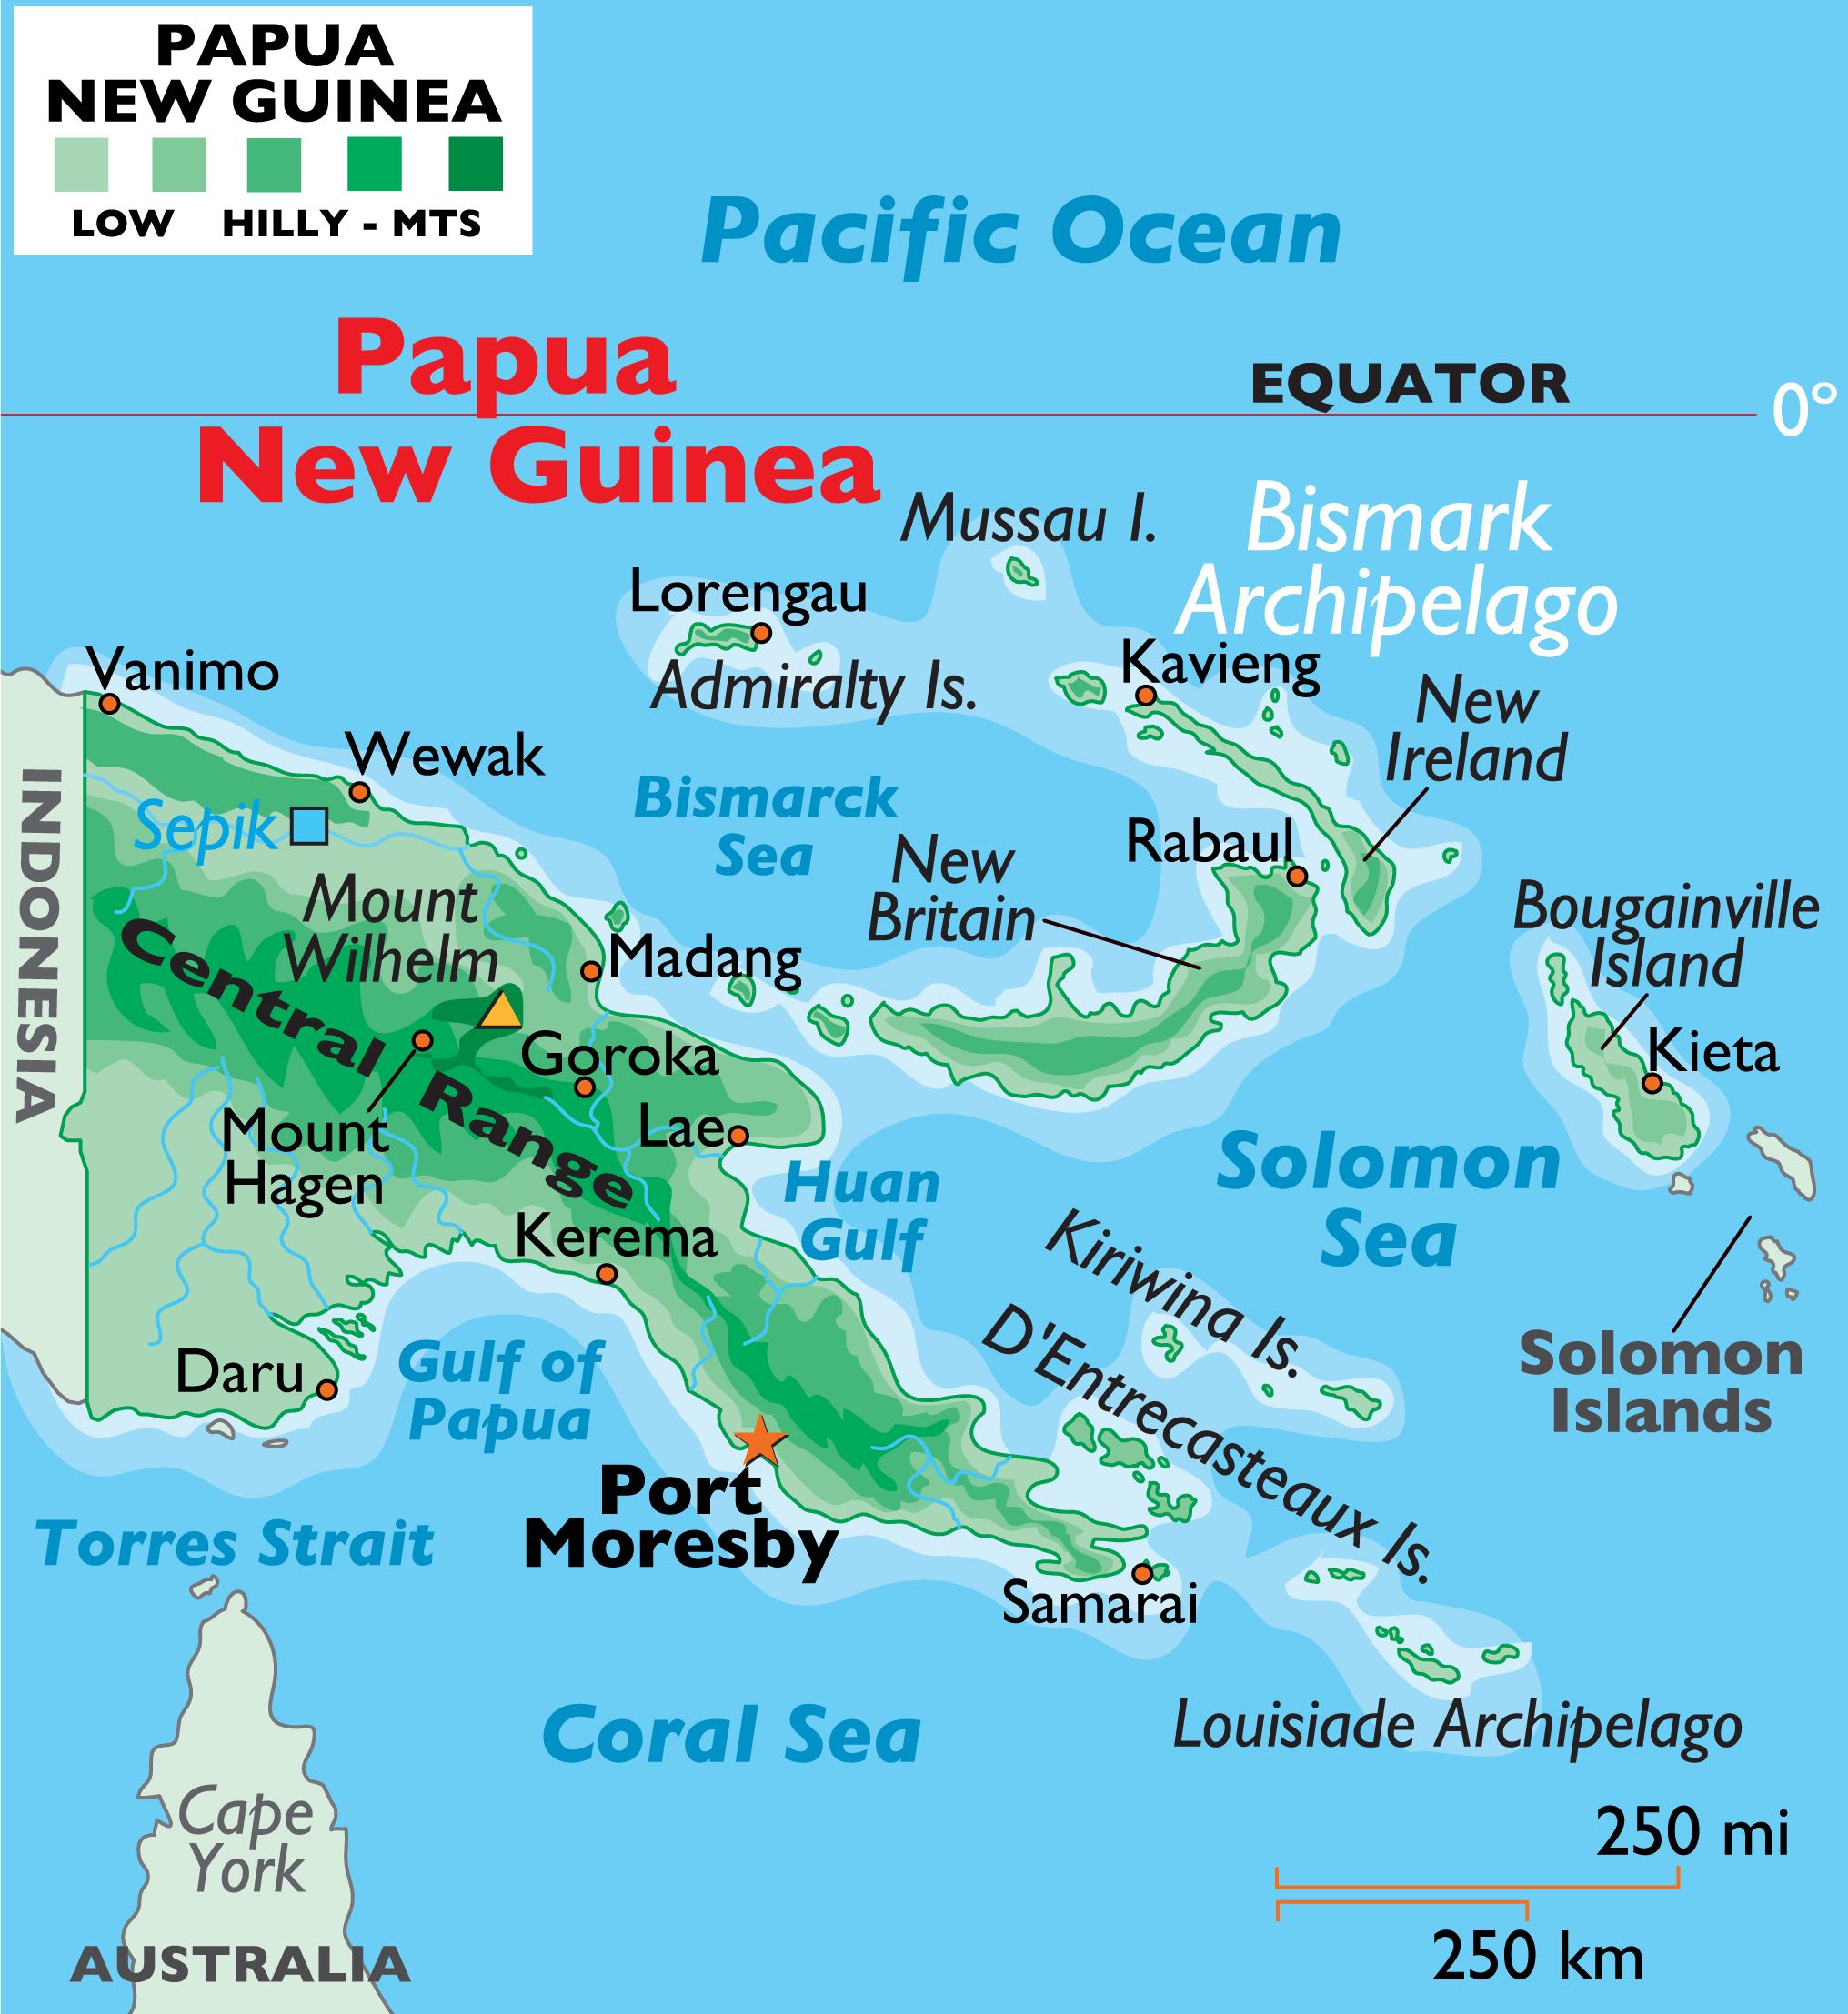 PAPUA
NEW GUINEA
LOW HILLY - MTS
Pacific Ocean
Papua
New Guinea
EQUATOR
0°
Mussau I.
Bismark
Archipelago
Lorengau
Admiralty Is.
Kavieng
New
Ireland
Vanimo
Wewak
INDONESIA
Sepik
Bismarck
Sea
New
Britain
Rabaul
Bougainville
Island
Mount
Wilhelm
Madang
Central Range
Goroka
Kieta
Mount
Hagen
Lae
Huan
Gulf
Solomon
Sea
Kerema
Kiriwina Is.
D'Entrecasteaux Is.
Solomon
Islands
Daru
Gulf of
Papua
Port
Moresby
Torres Strait
Samarai
Coral Sea
Louisiade Archipelago
Cape
York
AUSTRALIA
250 mi
250 km